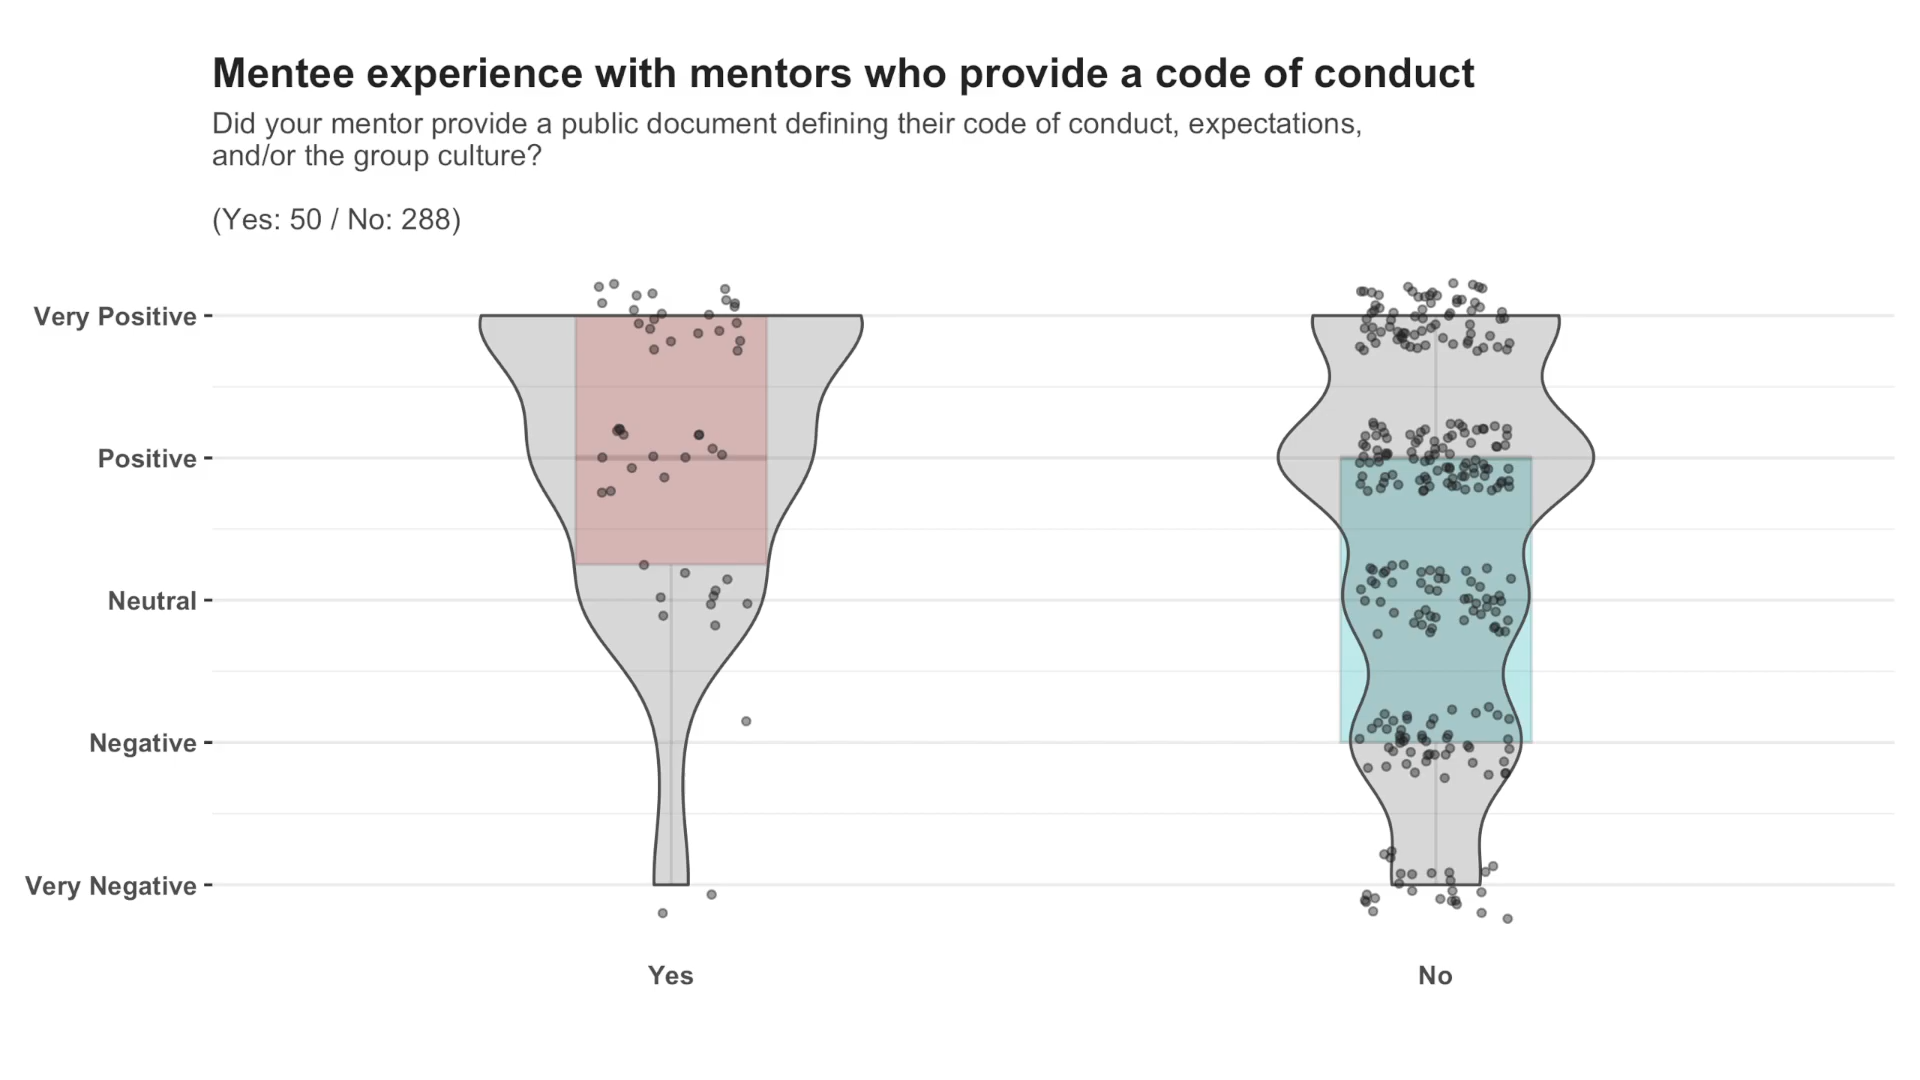 Mentee experience with mentors who provide a code of conduct
Did your mentor provide a public document defining their code of conduct, expectations,
and/or the group culture?
(Yes: 50 / No: 288)
Very Positive
Positive
Neutral
Negative
Very Negative
Yes
No